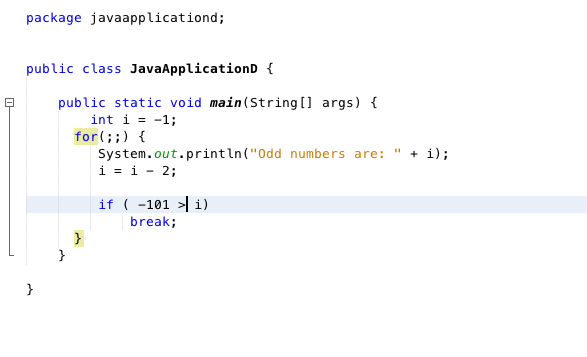 package javaapplicationd;
public class JavaApplicationD {
public static void main(String[] args) {
int i = -1;
for(;;) {
System.out.println("Odd numbers are: " + i);
i = i - 2;
if ( -101 > i)
break;
}
}
}